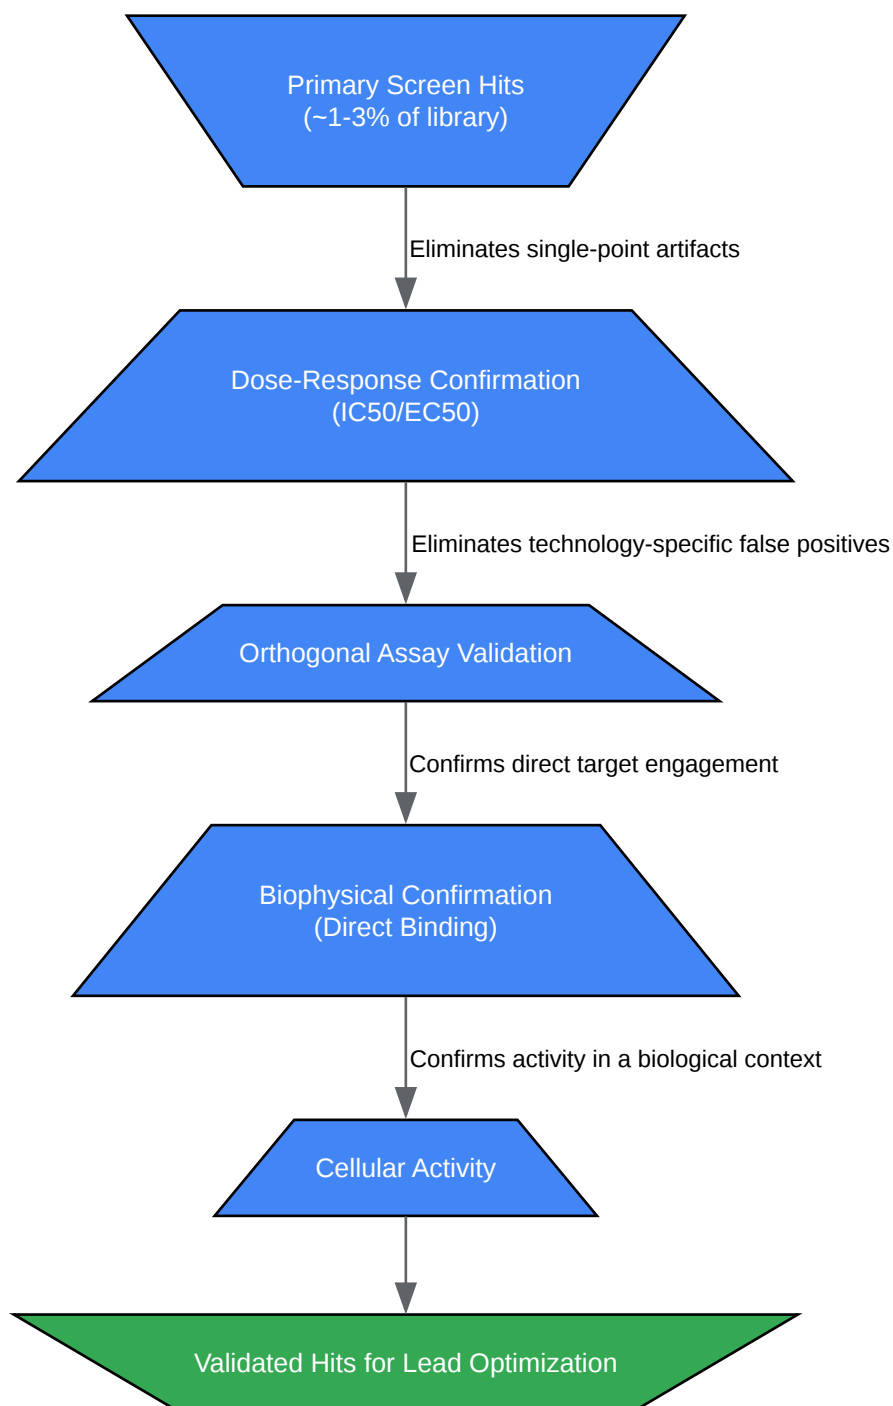 Primary Screen Hits
(~1-3% of library)
Eliminates single-point artifacts
Dose-Response Confirmation
(IC50/EC50)
Eliminates technology-specific false positives
Orthogonal Assay Validation
Confirms direct target engagement
Biophysical Confirmation
(Direct Binding)
Confirms activity in a biological context
Cellular Activity
Validated Hits for Lead Optimization